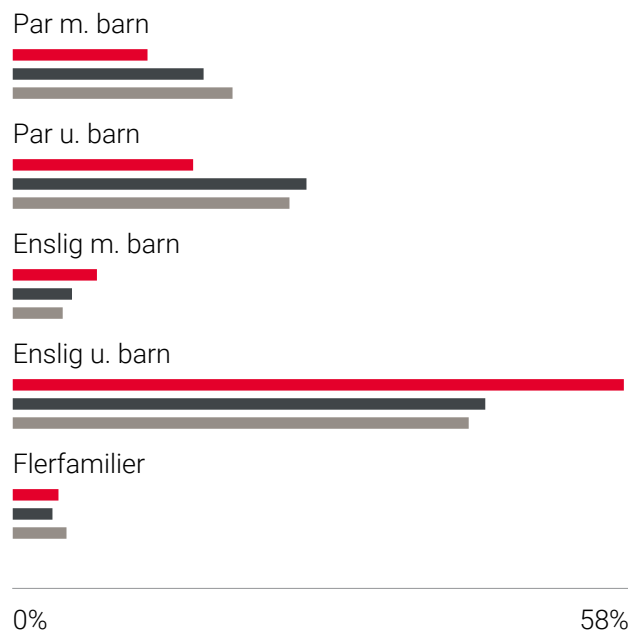 Par m. barn
Par u. barn
Enslig m. barn
Enslig u. barn
Flerfamilier
0% 58%